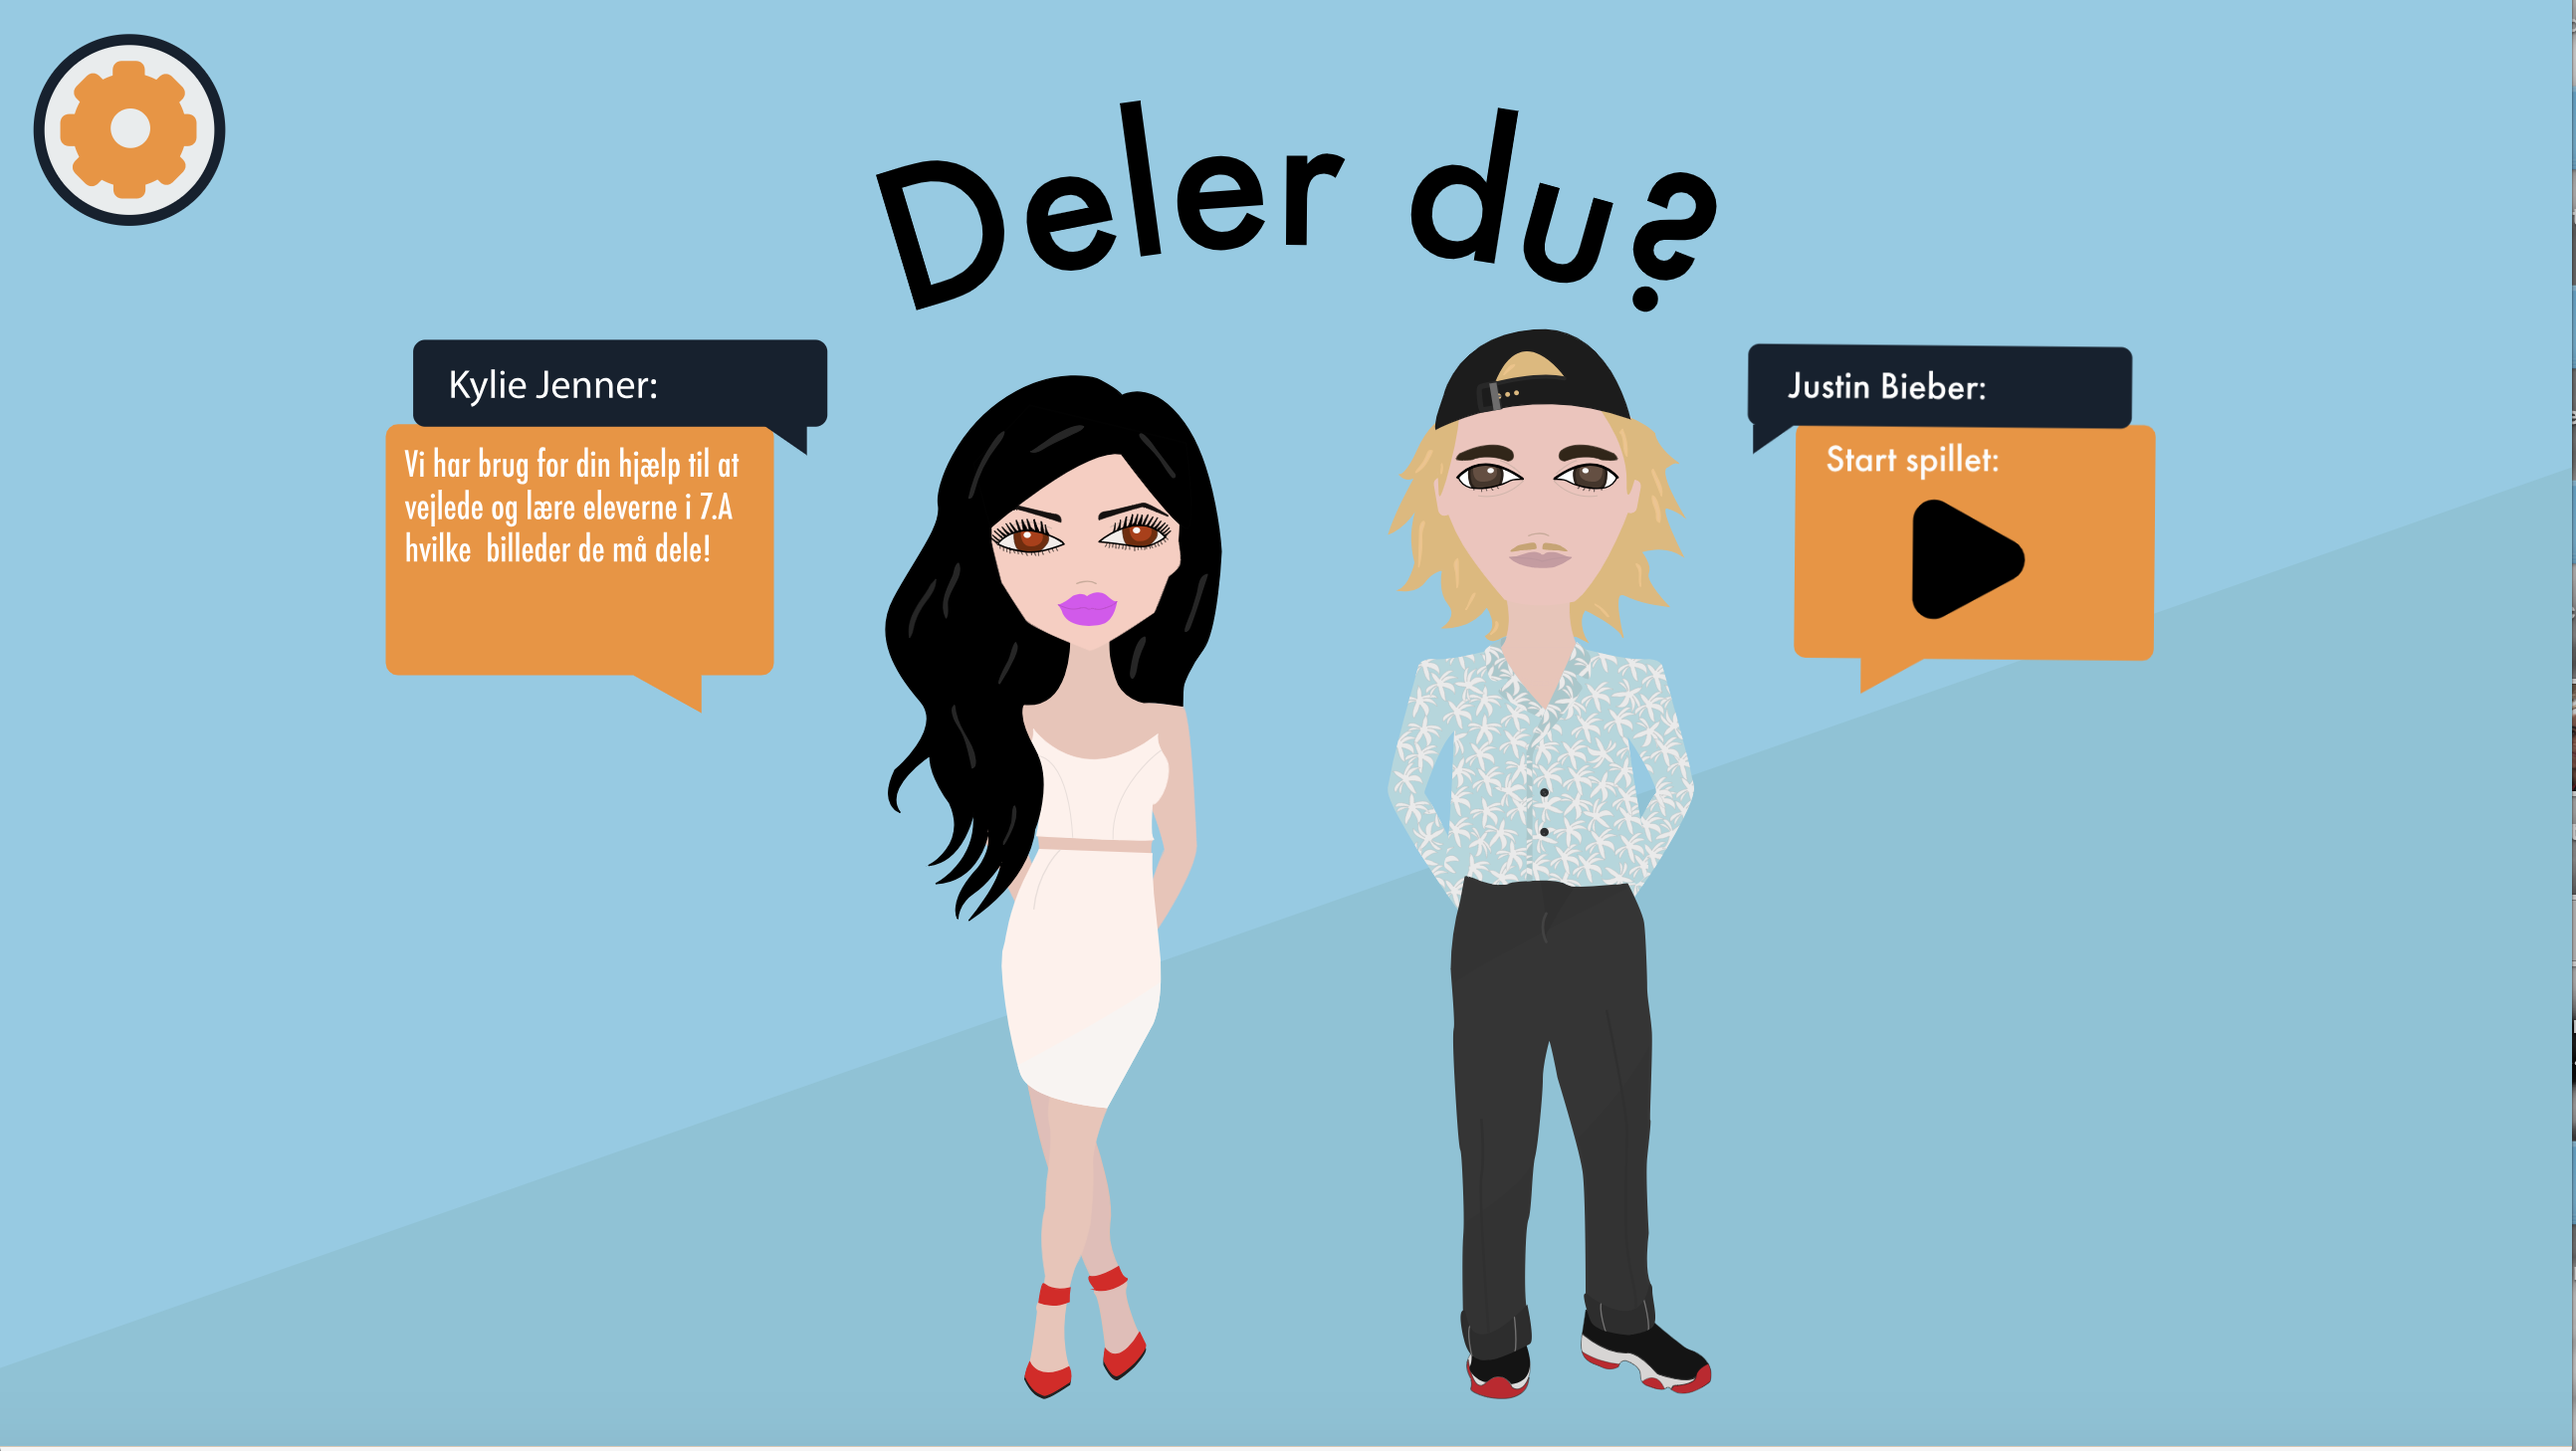 Deler du?
Kylie Jenner:
Vi har brug for din hjælp til at
vejlede og lære eleverne i 7.A
hvilke  billeder de må dele!
Justin Bieber:
Start spillet: